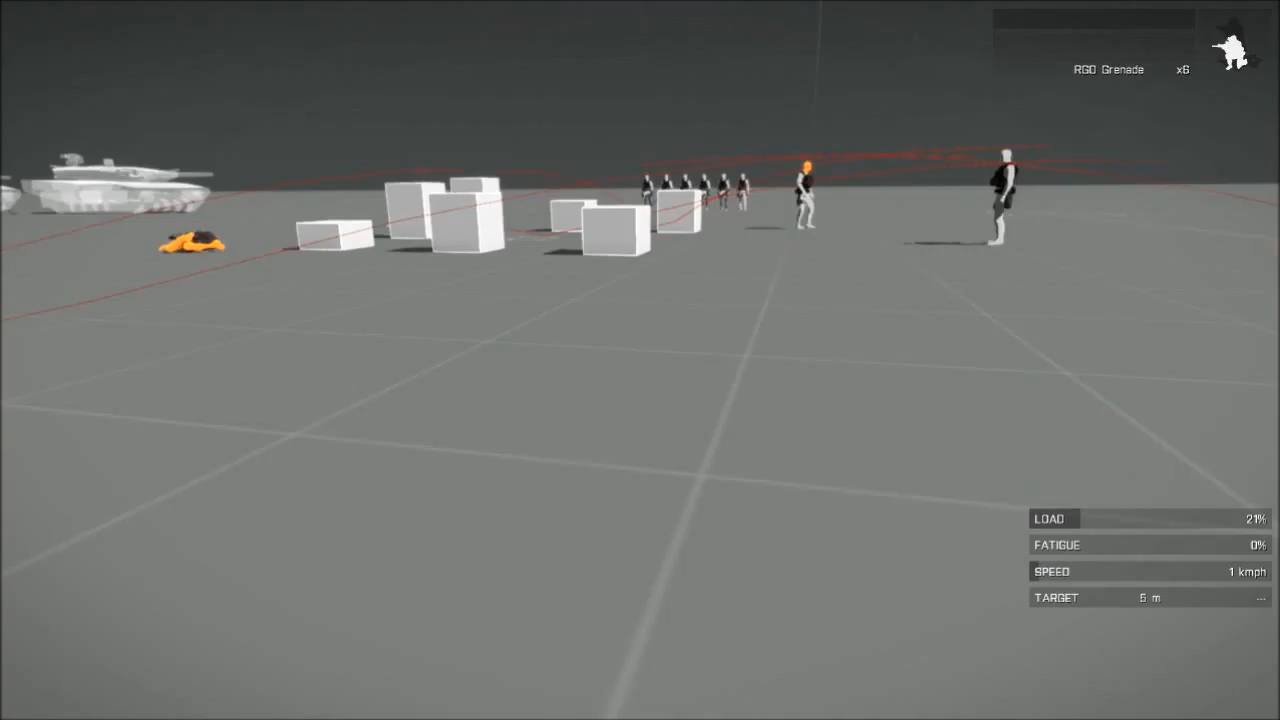 RGO Grenade x6
LOAD 21%
FATIGUE 0%
SPEED 1 kmph
TARGET 5 m ---